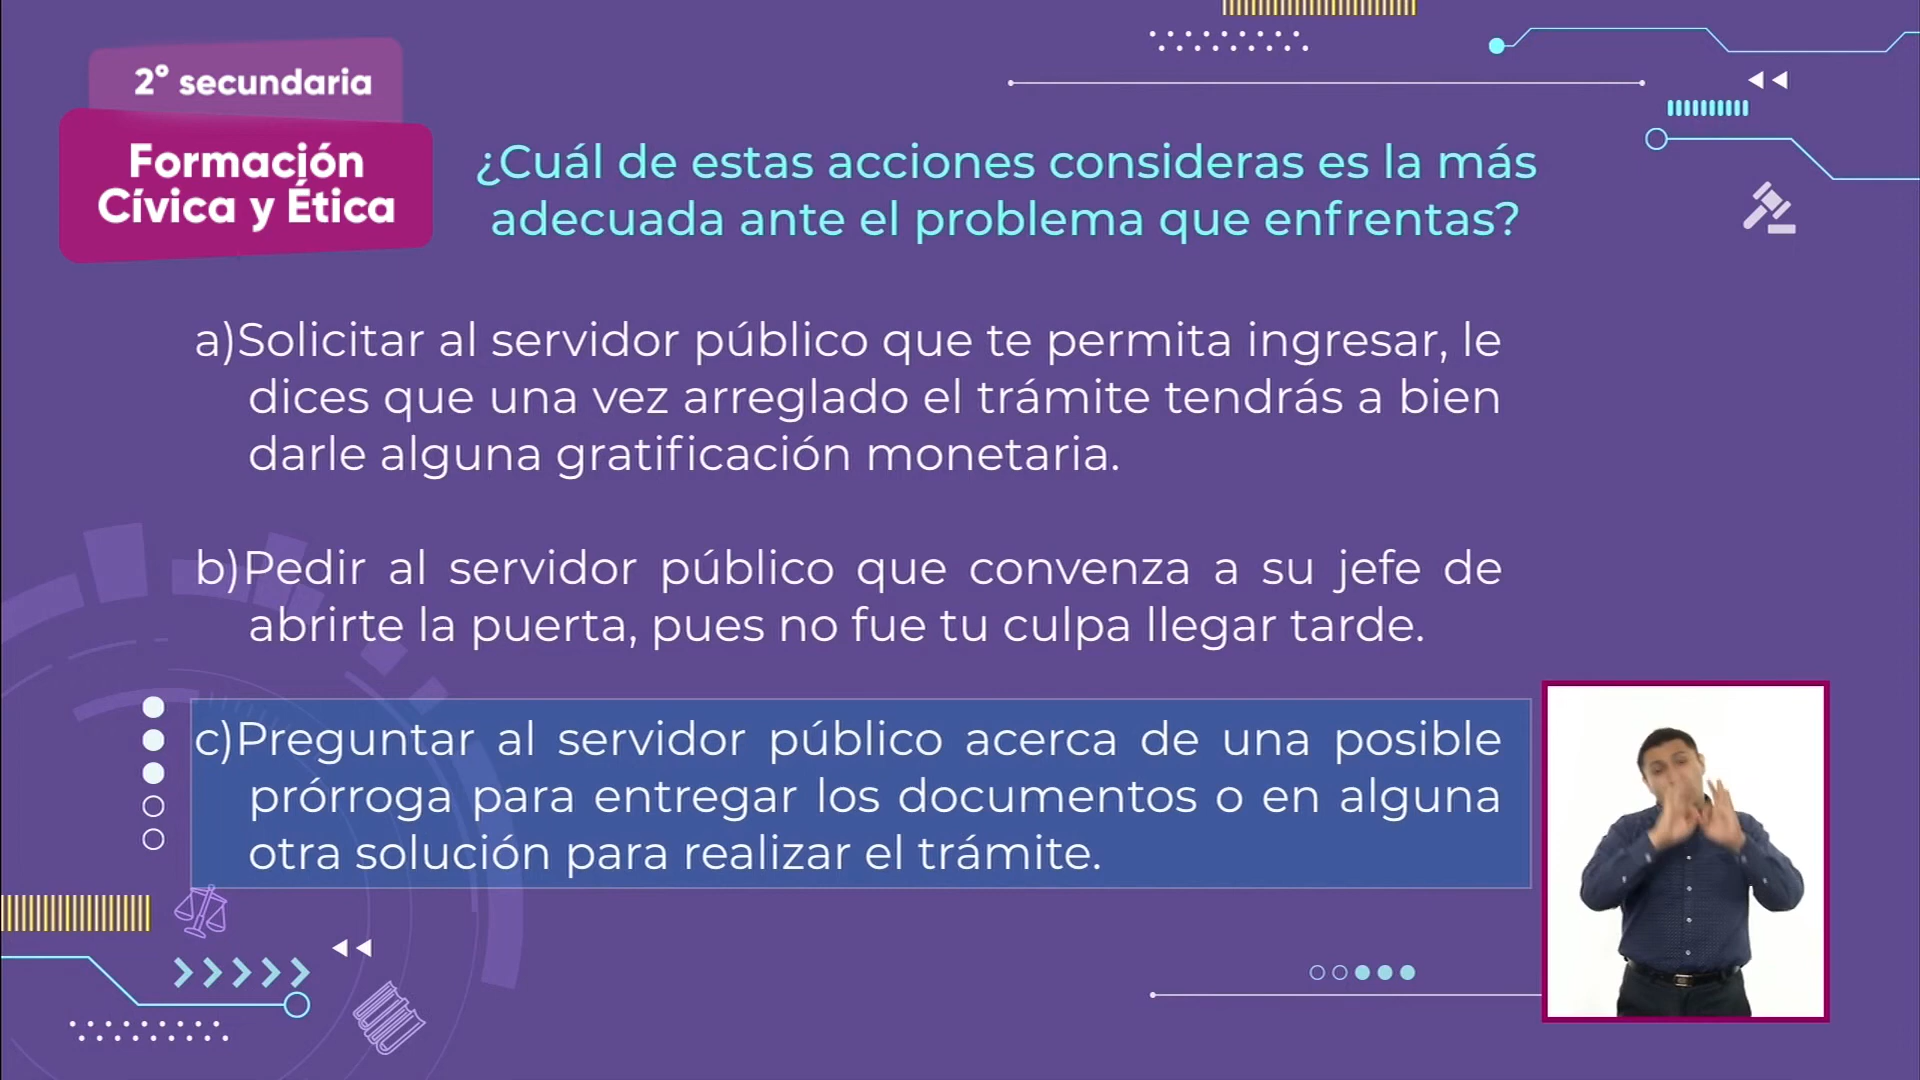 2° secundaria
Formación
Cívica y Ética
¿Cuál de estas acciones consideras es la más
adecuada ante el problema que enfrentas?
a)Solicitar al servidor público que te permita ingresar, le
dices que una vez arreglado el trámite tendrás a bien
darle alguna gratificación monetaria.
b)Pedir al servidor público que convenza a su jefe de
abrirte la puerta, pues no fue tu culpa llegar tarde.
c)Preguntar al servidor público acerca de una posible
prórroga para entregar los documentos o en alguna
otra solución para realizar el trámite.